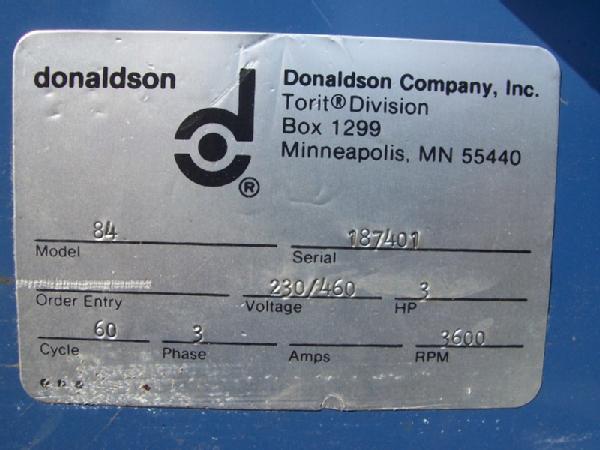 donaldson
Donaldson Company, Inc.
Torit® Division
Box 1299
Minneapolis, MN 55440
®
84 187401
Model Serial
230/460 3
Order Entry Voltage HP
60 3 3600
Cycle Phase Amps RPM